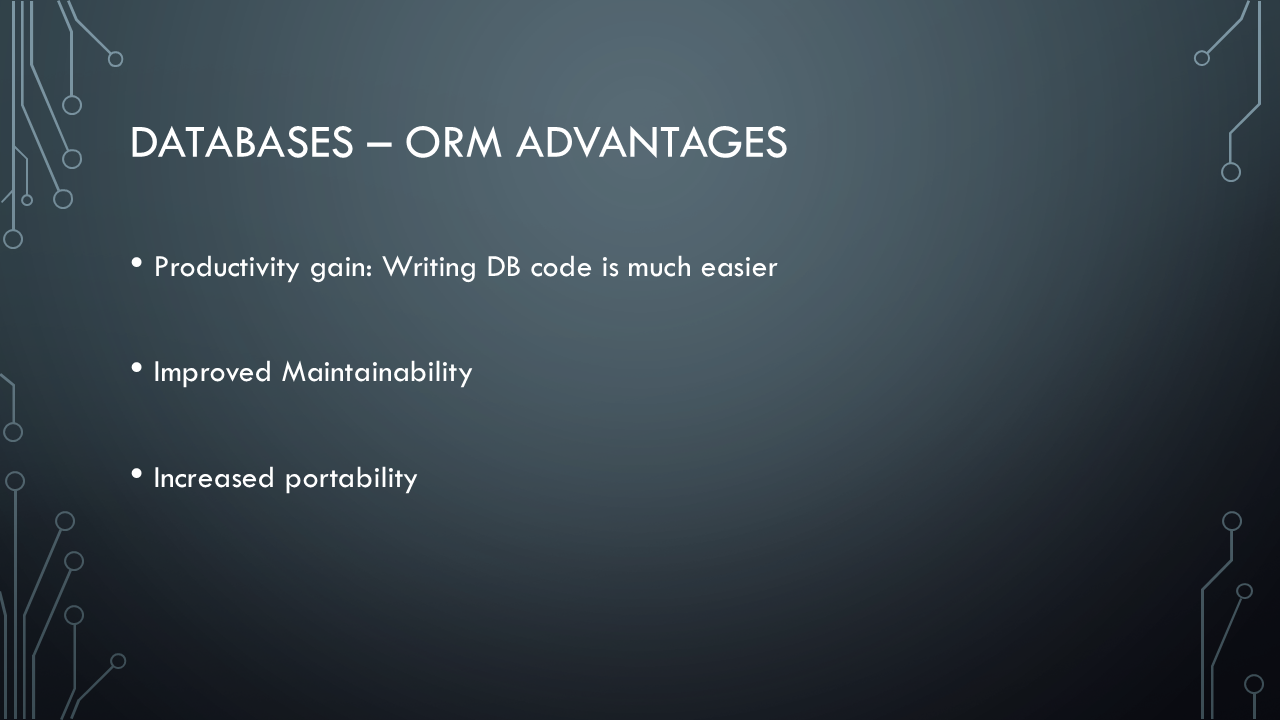 DATABASES – ORM ADVANTAGES
• Productivity gain: Writing DB code is much easier
• Improved Maintainability
• Increased portability